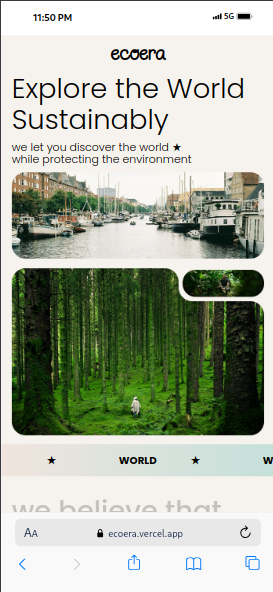 11:50 PM
5G
ecoera
Explore the World
Sustainably
we let you discover the world ★
while protecting the environment
★ WORLD ★ W
we believe that
AA ecoera.vercel.app